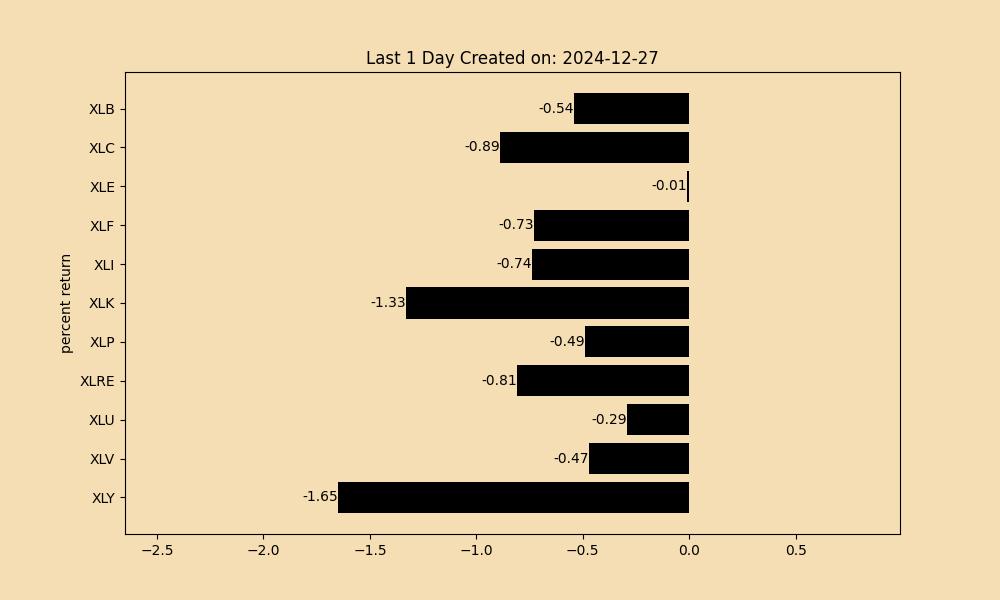 Last 1 Day Created on: 2024-12-27
percent return
XLB -0.54
XLC -0.89
XLE -0.01
XLF -0.73
XLI -0.74
XLK -1.33
XLP -0.49
XLRE -0.81
XLU -0.29
XLV -0.47
XLY -1.65
−2.5 −2.0 −1.5 −1.0 −0.5 0.0 0.5